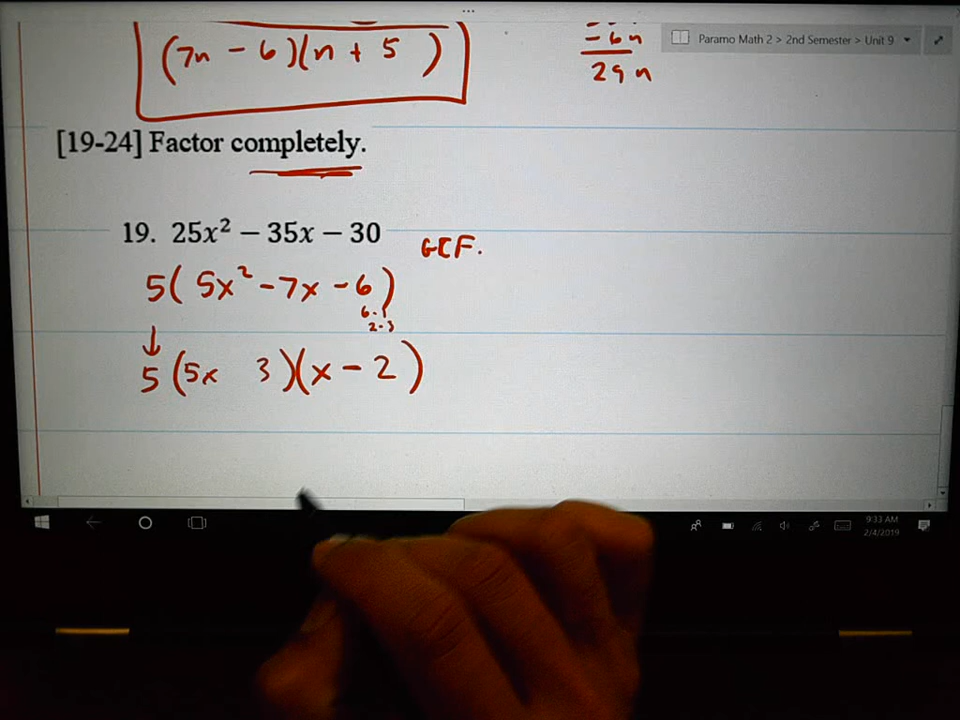 ...
- 6n
Paramo Math 2 > 2nd Semester > Unit 9
(7n - 6)(n + 5 )
29 n
[19-24] Factor completely.
19. 25x² − 35x − 30
GCF.
5( 5x² - 7x - 6 )
6 · 1
2 · 3
↓
5 (5x 3)(x - 2 )
9:33 AM
2/4/2019